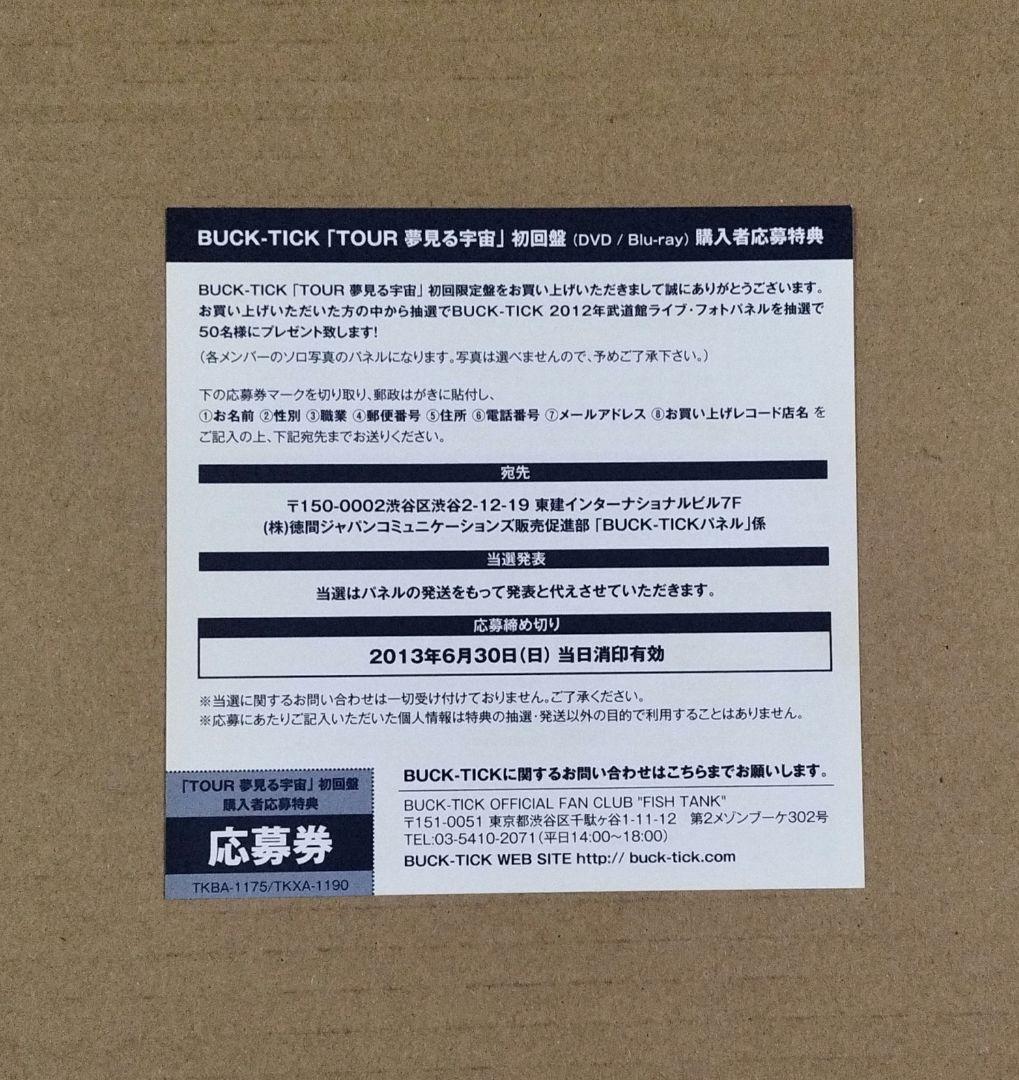 BUCK-TICK「TOUR 夢見る宇宙」初回盤 (DVD / Blu-ray) 購入者応募特典
BUCK-TICK「TOUR 夢見る宇宙」初回限定盤をお買い上げいただきまして誠にありがとうございます。
お買い上げいただいた方の中から抽選でBUCK-TICK 2012年武道館ライブ・フォトパネルを抽選で
50名様にプレゼント致します!
(各メンバーのソロ写真のパネルになります。写真は選べませんので、予めご了承下さい。)
下の応募券マークを切り取り、郵政はがきに貼付し、
①お名前 ②性別 ③職業 ④郵便番号 ⑤住所 ⑥電話番号 ⑦メールアドレス ⑧お買い上げレコード店名 を
ご記入の上、下記宛先までお送りください。
宛先
〒150-0002渋谷区渋谷2-12-19 東建インターナショナルビル7F
(株)徳間ジャパンコミュニケーションズ販売促進部「BUCK-TICKパネル」係
当選発表
当選はパネルの発送をもって発表と代えさせていただきます。
応募締め切り
2013年6月30日(日) 当日消印有効
※当選に関するお問い合わせは一切受け付けておりません。ご了承ください。
※応募にあたりご記入いただいた個人情報は特典の抽選・発送以外の目的で利用することはありません。
「TOUR 夢見る宇宙」初回盤
購入者応募特典
応募券
TKBA-1175/TKXA-1190
BUCK-TICKに関するお問い合わせはこちらまでお願いします。
BUCK-TICK OFFICIAL FAN CLUB "FISH TANK"
〒151-0051 東京都渋谷区千駄ヶ谷1-11-12 第2メゾンブーケ302号
TEL:03-5410-2071(平日14:00~18:00)
BUCK-TICK WEB SITE http:// buck-tick.com